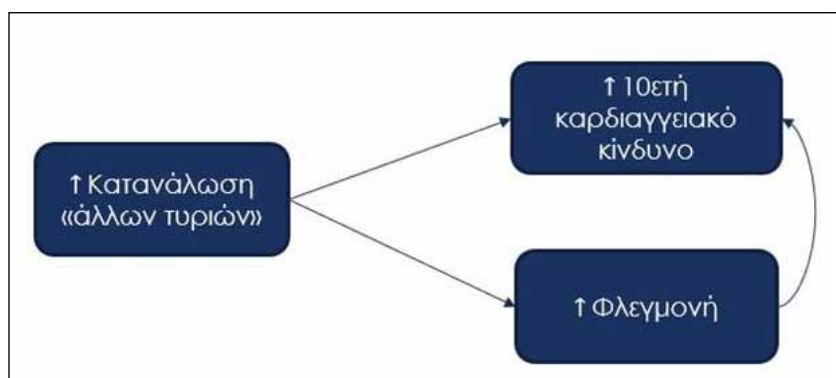 ↑ 10ετή
καρδιαγγειακό
κίνδυνο
↑ Κατανάλωση
«άλλων τυριών»
↑ Φλεγμονή